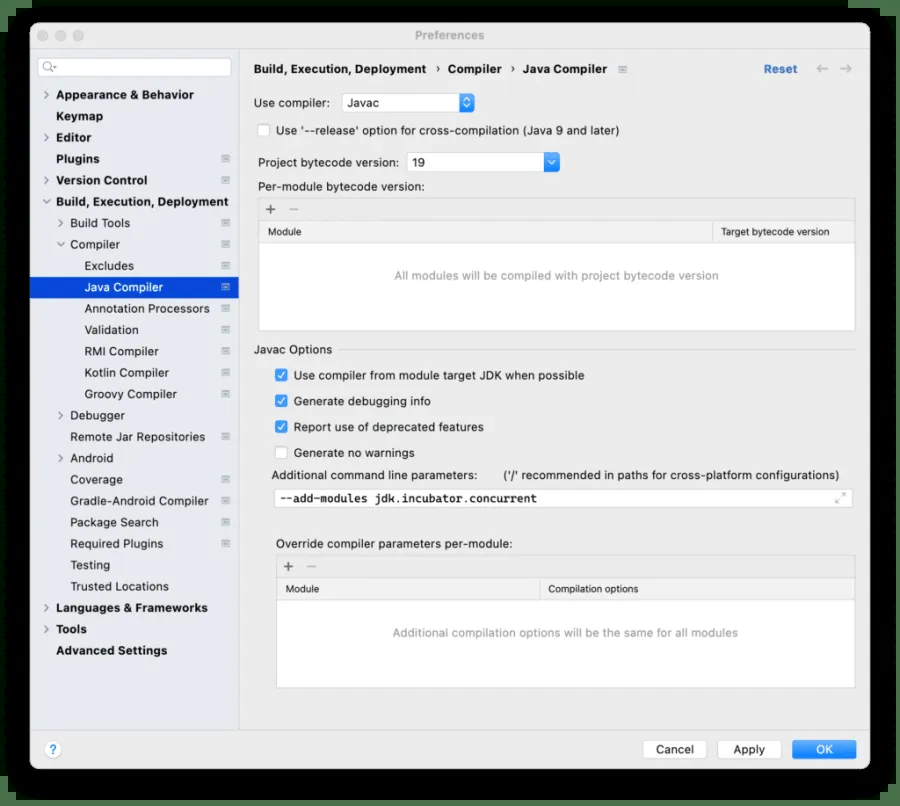 Preferences
Appearance & Behavior
Keymap
Editor
Plugins
Version Control
Build, Execution, Deployment
Build Tools
Compiler
Excludes
Java Compiler
Annotation Processors
Validation
RMI Compiler
Kotlin Compiler
Groovy Compiler
Debugger
Remote Jar Repositories
Android
Coverage
Gradle-Android Compiler
Package Search
Required Plugins
Testing
Trusted Locations
Languages & Frameworks
Tools
Advanced Settings
Build, Execution, Deployment › Compiler › Java Compiler Reset
Use compiler: Javac
Use '--release' option for cross-compilation (Java 9 and later)
Project bytecode version: 19
Per-module bytecode version:
Module Target bytecode version
All modules will be compiled with project bytecode version
Javac Options
Use compiler from module target JDK when possible
Generate debugging info
Report use of deprecated features
Generate no warnings
Additional command line parameters: ('/' recommended in paths for cross-platform configurations)
--add-modules jdk.incubator.concurrent
Override compiler parameters per-module:
Module Compilation options
Additional compilation options will be the same for all modules
? Cancel Apply OK